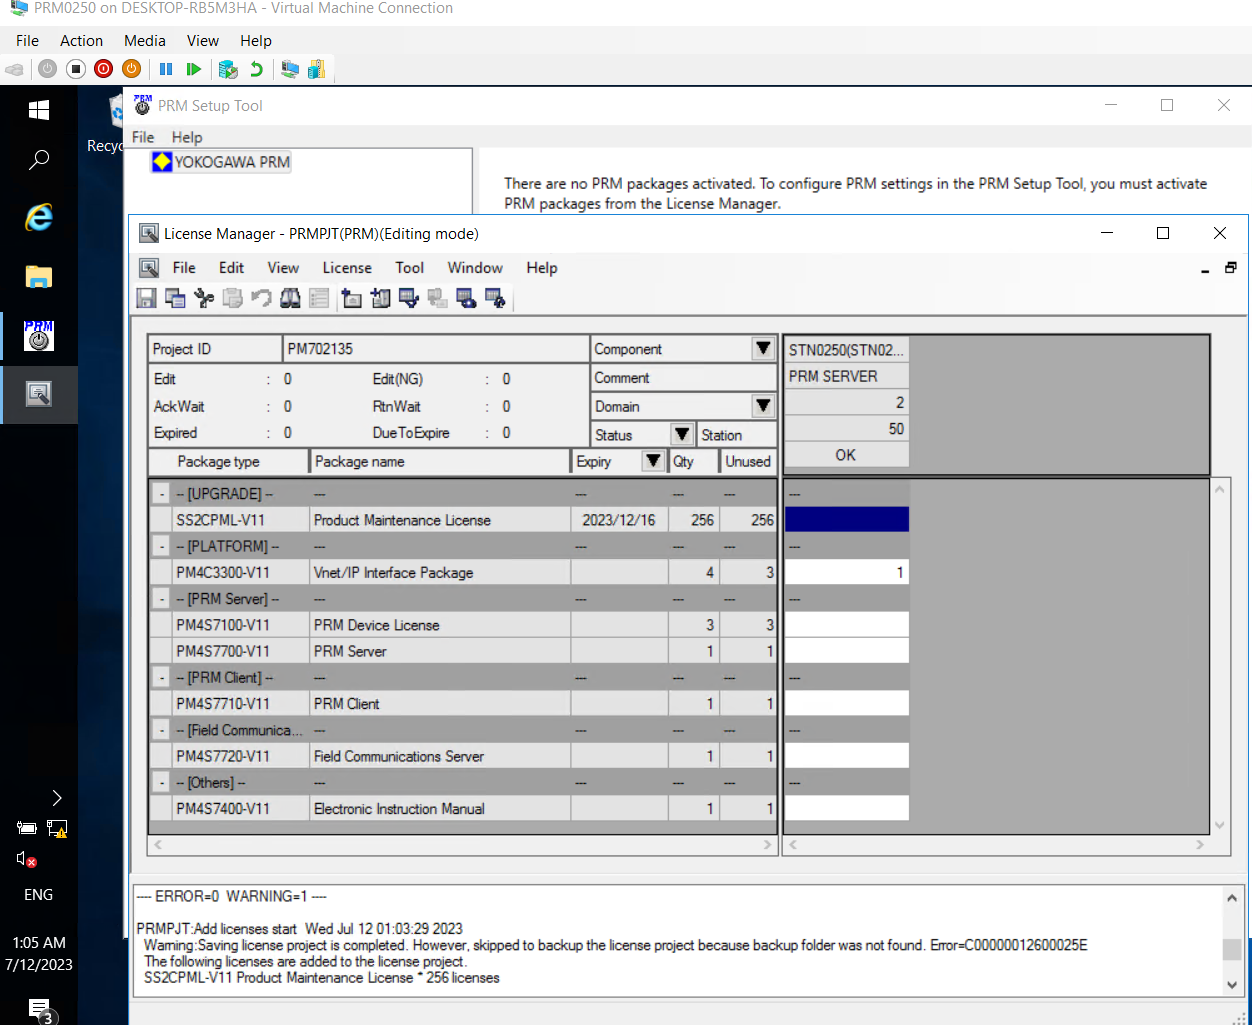 PRM0250 on DESKTOP-RB5M3HA - Virtual Machine Connection
File Action Media View Help
PRM PRM Setup Tool
Recyc
File Help
YOKOGAWA PRM
There are no PRM packages activated. To configure PRM settings in the PRM Setup Tool, you must activate
PRM packages from the License Manager.
License Manager - PRMPJT(PRM)(Editing mode)
File Edit View License Tool Window Help
PRM
Project ID PM702135 Component STN0250(STN02...
Edit : 0 Edit(NG) : 0 Comment PRM SERVER
AckWait : 0 RtnWait : 0 Domain 2
Expired : 0 DueToExpire : 0 Status Station 50
Package type Package name Expiry Qty Unused OK
- -- [UPGRADE] -- --- --- --- --- ---
SS2CPML-V11 Product Maintenance License 2023/12/16 256 256
- -- [PLATFORM] -- --- --- --- --- ---
PM4C3300-V11 Vnet/IP Interface Package 4 3 1
- -- [PRM Server] -- --- --- --- --- ---
PM4S7100-V11 PRM Device License 3 3
PM4S7700-V11 PRM Server 1 1
- -- [PRM Client] -- --- --- --- --- ---
PM4S7710-V11 PRM Client 1 1
- -- [Field Communica... --- --- --- --- ---
PM4S7720-V11 Field Communications Server 1 1
- -- [Others] -- --- --- --- --- ---
PM4S7400-V11 Electronic Instruction Manual 1 1
---- ERROR=0 WARNING=1 ----
PRMPJT:Add licenses start Wed Jul 12 01:03:29 2023
Warning:Saving license project is completed. However, skipped to backup the license project because backup folder was not found. Error=C00000012600025E
The following licenses are added to the license project.
SS2CPML-V11 Product Maintenance License * 256 licenses
ENG
1:05 AM
7/12/2023
3